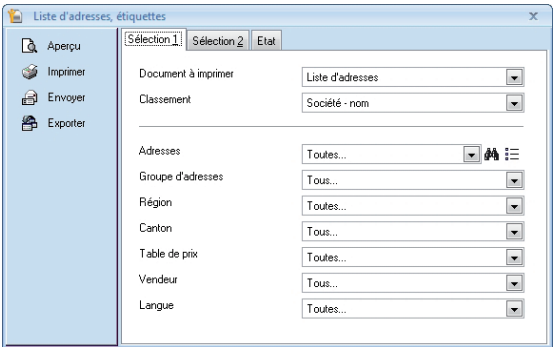 Liste d'adresses, étiquettes
Aperçu
Imprimer
Envoyer
Exporter
Sélection 1 Sélection 2 Etat
Document à imprimer Liste d'adresses
Classement Société - nom
Adresses Toutes...
Groupe d'adresses Tous...
Région Toutes...
Canton Tous...
Table de prix Toutes...
Vendeur Tous...
Langue Toutes...